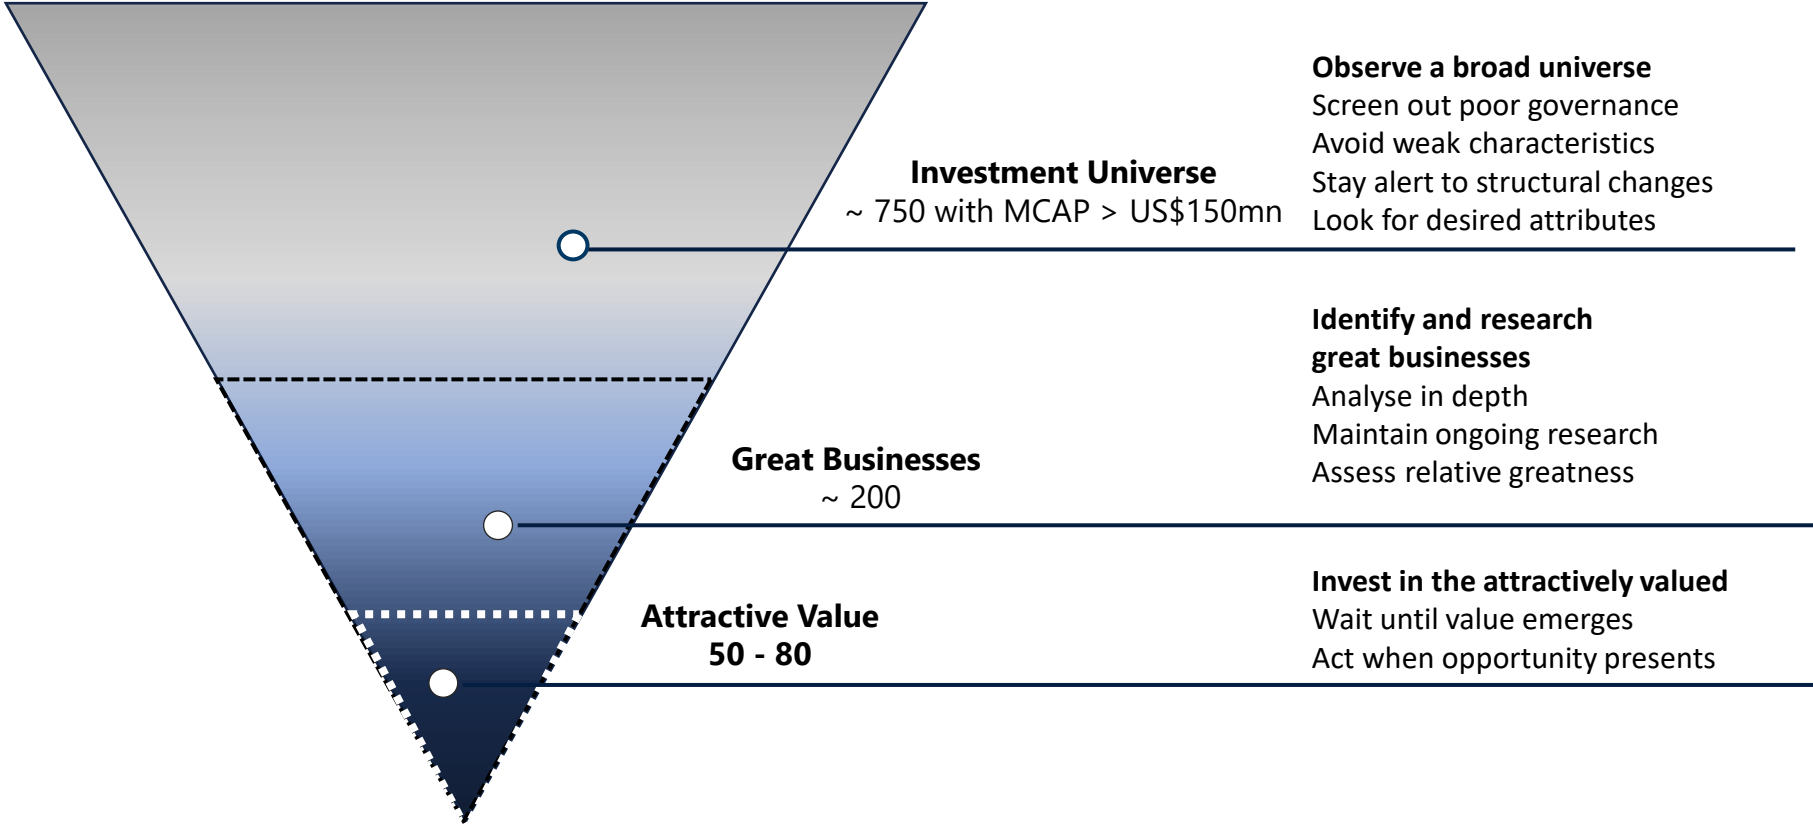 Investment Universe
~ 750 with MCAP > US$150mn
Observe a broad universe
Screen out poor governance
Avoid weak characteristics
Stay alert to structural changes
Look for desired attributes
Great Businesses
~ 200
Identify and research
great businesses
Analyse in depth
Maintain ongoing research
Assess relative greatness
Attractive Value
50 - 80
Invest in the attractively valued
Wait until value emerges
Act when opportunity presents